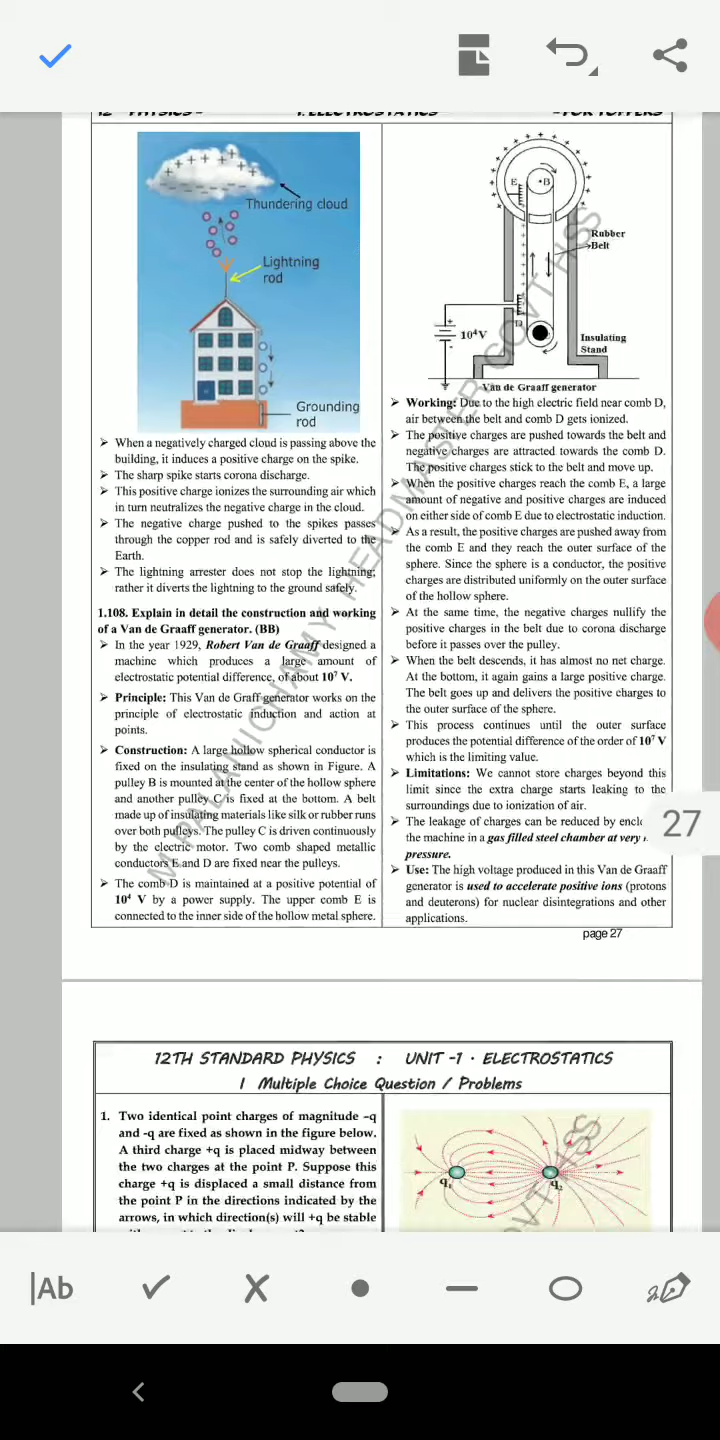 12 PHYSICS - 1. ELECTROSTATICS - FOR TOPPERS
Thundering cloud
Lightning
rod
Grounding
rod
➢ When a negatively charged cloud is passing above the
building, it induces a positive charge on the spike.
➢ The sharp spike starts corona discharge.
➢ This positive charge ionizes the surrounding air which
in turn neutralizes the negative charge in the cloud.
➢ The negative charge pushed to the spikes passes
through the copper rod and is safely diverted to the
Earth.
➢ The lightning arrester does not stop the lightning;
rather it diverts the lightning to the ground safely.
1.108. Explain in detail the construction and working
of a Van de Graaff generator. (BB)
➢ In the year 1929, Robert Van de Graaff designed a
machine which produces a large amount of
electrostatic potential difference, of about 10⁷ V.
➢ Principle: This Van de Graff generator works on the
principle of electrostatic induction and action at
points.
➢ Construction: A large hollow spherical conductor is
fixed on the insulating stand as shown in Figure. A
pulley B is mounted at the center of the hollow sphere
and another pulley C is fixed at the bottom. A belt
made up of insulating materials like silk or rubber runs
over both pulleys. The pulley C is driven continuously
by the electric motor. Two comb shaped metallic
conductors E and D are fixed near the pulleys.
➢ The comb D is maintained at a positive potential of
10⁴ V by a power supply. The upper comb E is
connected to the inner side of the hollow metal sphere.
E
B
Rubber
Belt
D
+
10⁴V
-
Insulating
Stand
Van de Graaff generator
➢ Working: Due to the high electric field near comb D,
air between the belt and comb D gets ionized.
➢ The positive charges are pushed towards the belt and
negative charges are attracted towards the comb D.
The positive charges stick to the belt and move up.
➢ When the positive charges reach the comb E, a large
amount of negative and positive charges are induced
on either side of comb E due to electrostatic induction.
➢ As a result, the positive charges are pushed away from
the comb E and they reach the outer surface of the
sphere. Since the sphere is a conductor, the positive
charges are distributed uniformly on the outer surface
of the hollow sphere.
➢ At the same time, the negative charges nullify the
positive charges in the belt due to corona discharge
before it passes over the pulley.
➢ When the belt descends, it has almost no net charge.
At the bottom, it again gains a large positive charge.
The belt goes up and delivers the positive charges to
the outer surface of the sphere.
➢ This process continues until the outer surface
produces the potential difference of the order of 10⁷ V
which is the limiting value.
➢ Limitations: We cannot store charges beyond this
limit since the extra charge starts leaking to the
surroundings due to ionization of air.
➢ The leakage of charges can be reduced by
the machine in a gas filled steel chamber at very
pressure.
➢ Use: The high voltage produced in this Van de Graaff
generator is used to accelerate positive ions (protons
and deuterons) for nuclear disintegrations and other
applications.
27
page 27
M.PALANICHAMY, HEADMASTER GOVT HSS
12TH STANDARD PHYSICS : UNIT -1 · ELECTROSTATICS
I Multiple Choice Question / Problems
1. Two identical point charges of magnitude –q
and -q are fixed as shown in the figure below.
A third charge +q is placed midway between
the two charges at the point P. Suppose this
charge +q is displaced a small distance from
the point P in the directions indicated by the
arrows, in which direction(s) will +q be stable
q₁
q₂
GOVT HSS
|Ab